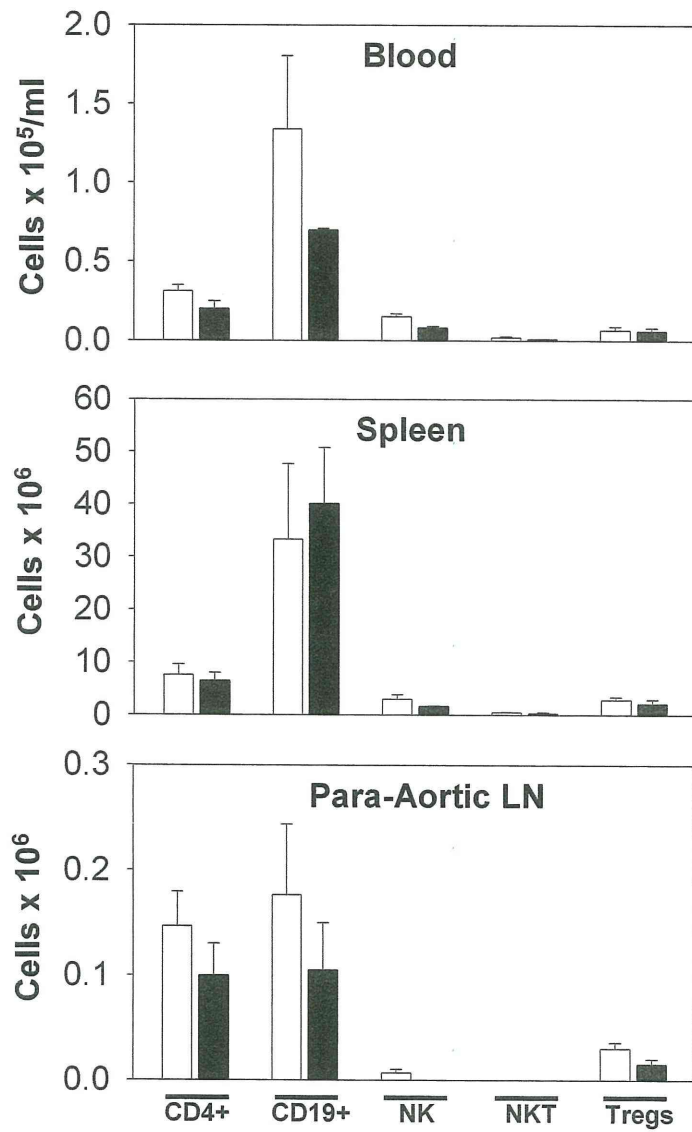 Blood
Cells x 10⁵/ml
2.0
1.5
1.0
0.5
0.0
Spleen
Cells x 10⁶
60
50
40
30
20
10
0
Para-Aortic LN
Cells x 10⁶
0.3
0.2
0.1
0.0
CD4+ CD19+ NK NKT Tregs